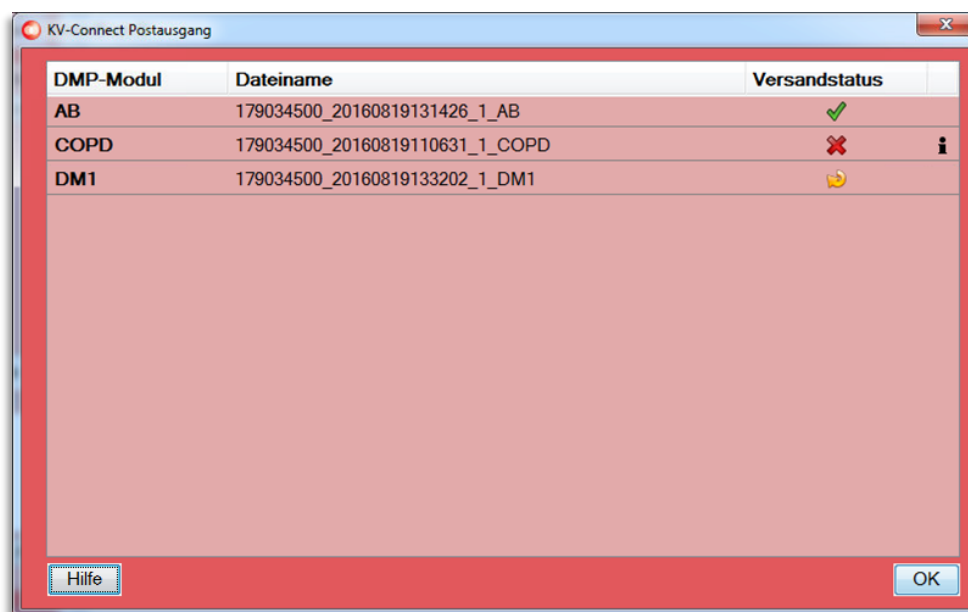 KV-Connect Postausgang
DMP-Modul Dateiname Versandstatus
AB 179034500_20160819131426_1_AB
COPD 179034500_20160819110631_1_COPD
DM1 179034500_20160819133202_1_DM1
Hilfe OK